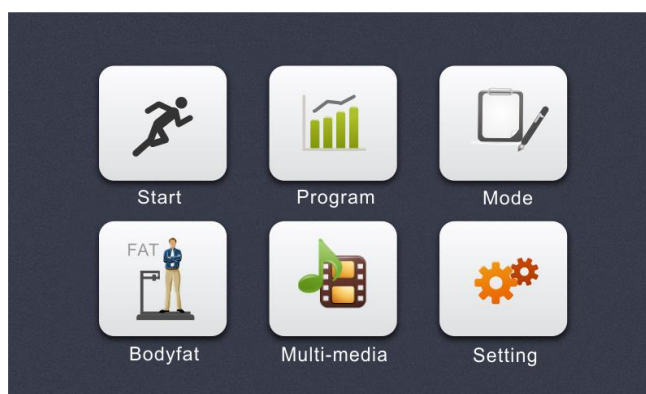 Start
Program
Mode
FAT
Bodyfat
Multi-media
Setting